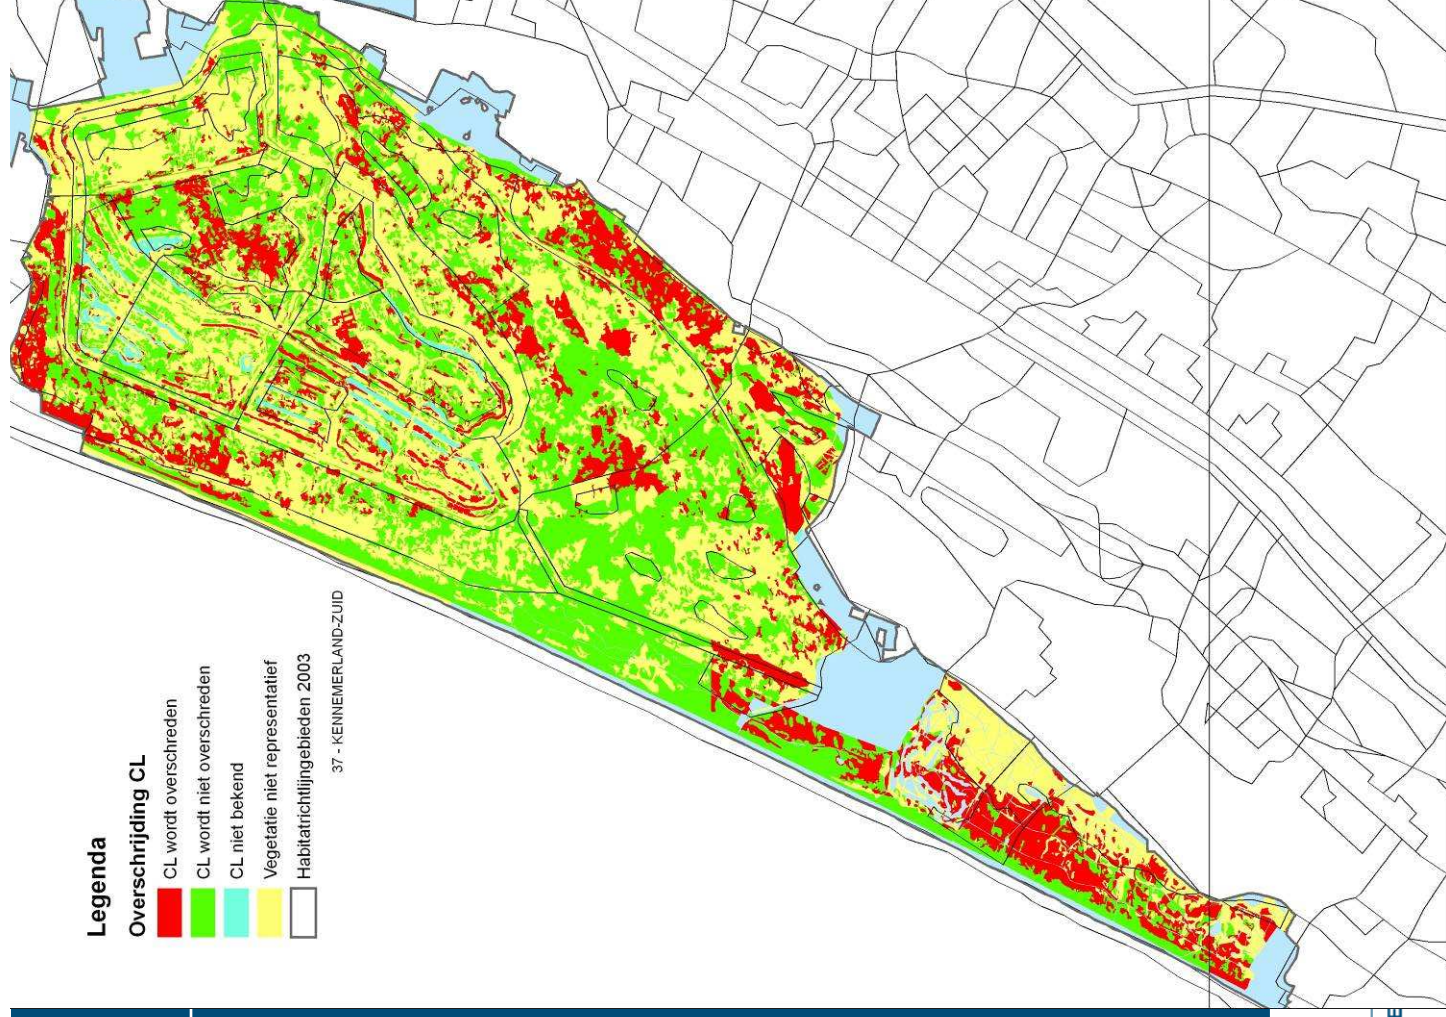 Legenda
Overschrijding CL
CL wordt overschreden
CL wordt niet overschreden
CL niet bekend
Vegetatie niet representatief
Habitatrichtlijngebieden 2003
37 - KENNEMERLAND-ZUID
E